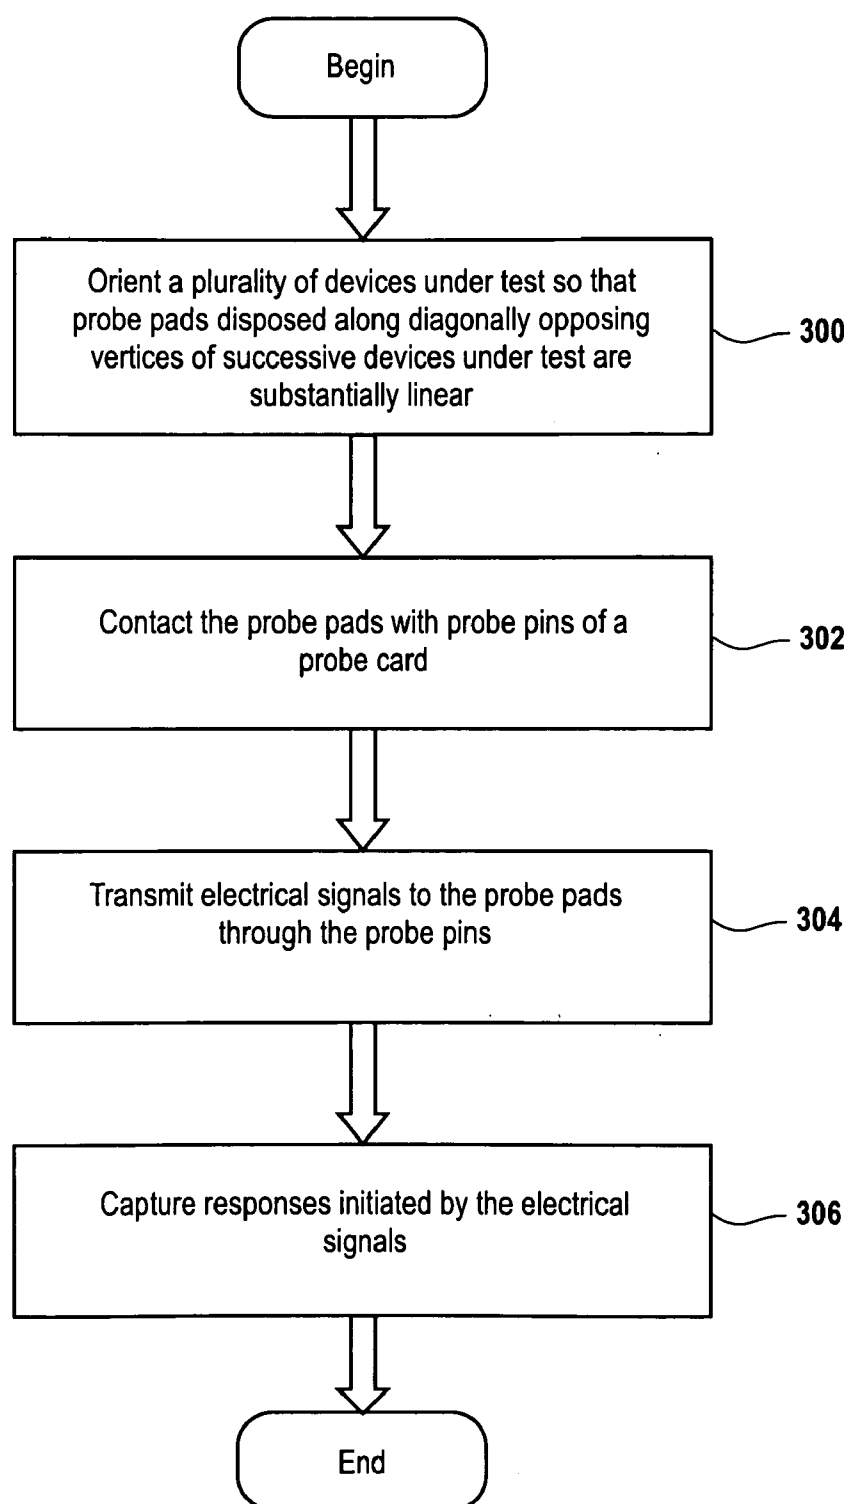 Begin
Orient a plurality of devices under test so that
probe pads disposed along diagonally opposing
vertices of successive devices under test are
substantially linear
300
Contact the probe pads with probe pins of a
probe card
302
Transmit electrical signals to the probe pads
through the probe pins
304
Capture responses initiated by the electrical
signals
306
End